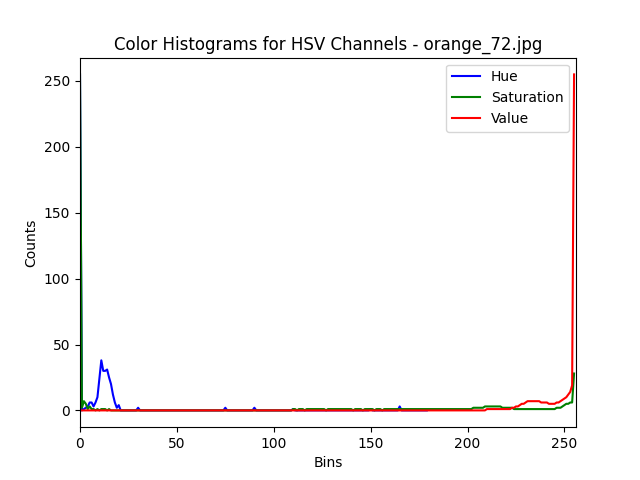 Color Histograms for HSV Channels - orange_72.jpg
Hue
Saturation
Value
Counts
250
200
150
100
50
0
0 50 100 150 200 250
Bins